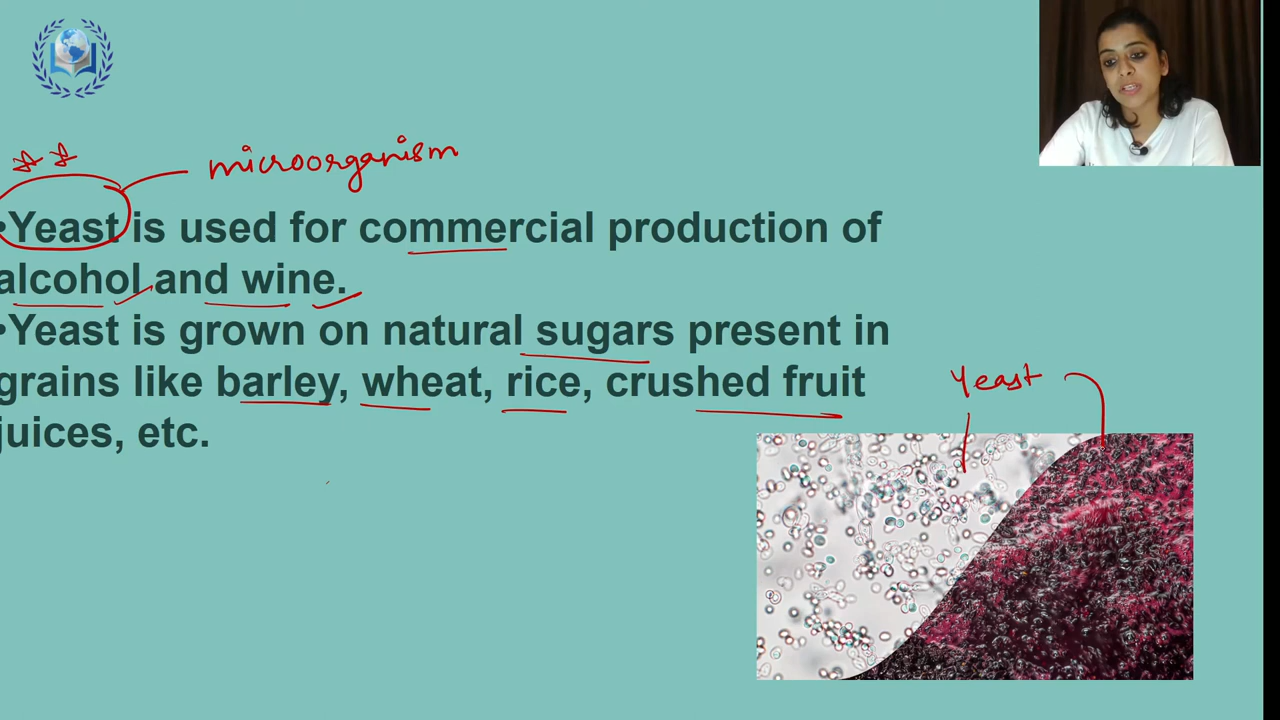 microorganism
•Yeast is used for commercial production of
alcohol and wine.
•Yeast is grown on natural sugars present in
grains like barley, wheat, rice, crushed fruit
juices, etc.
Yeast